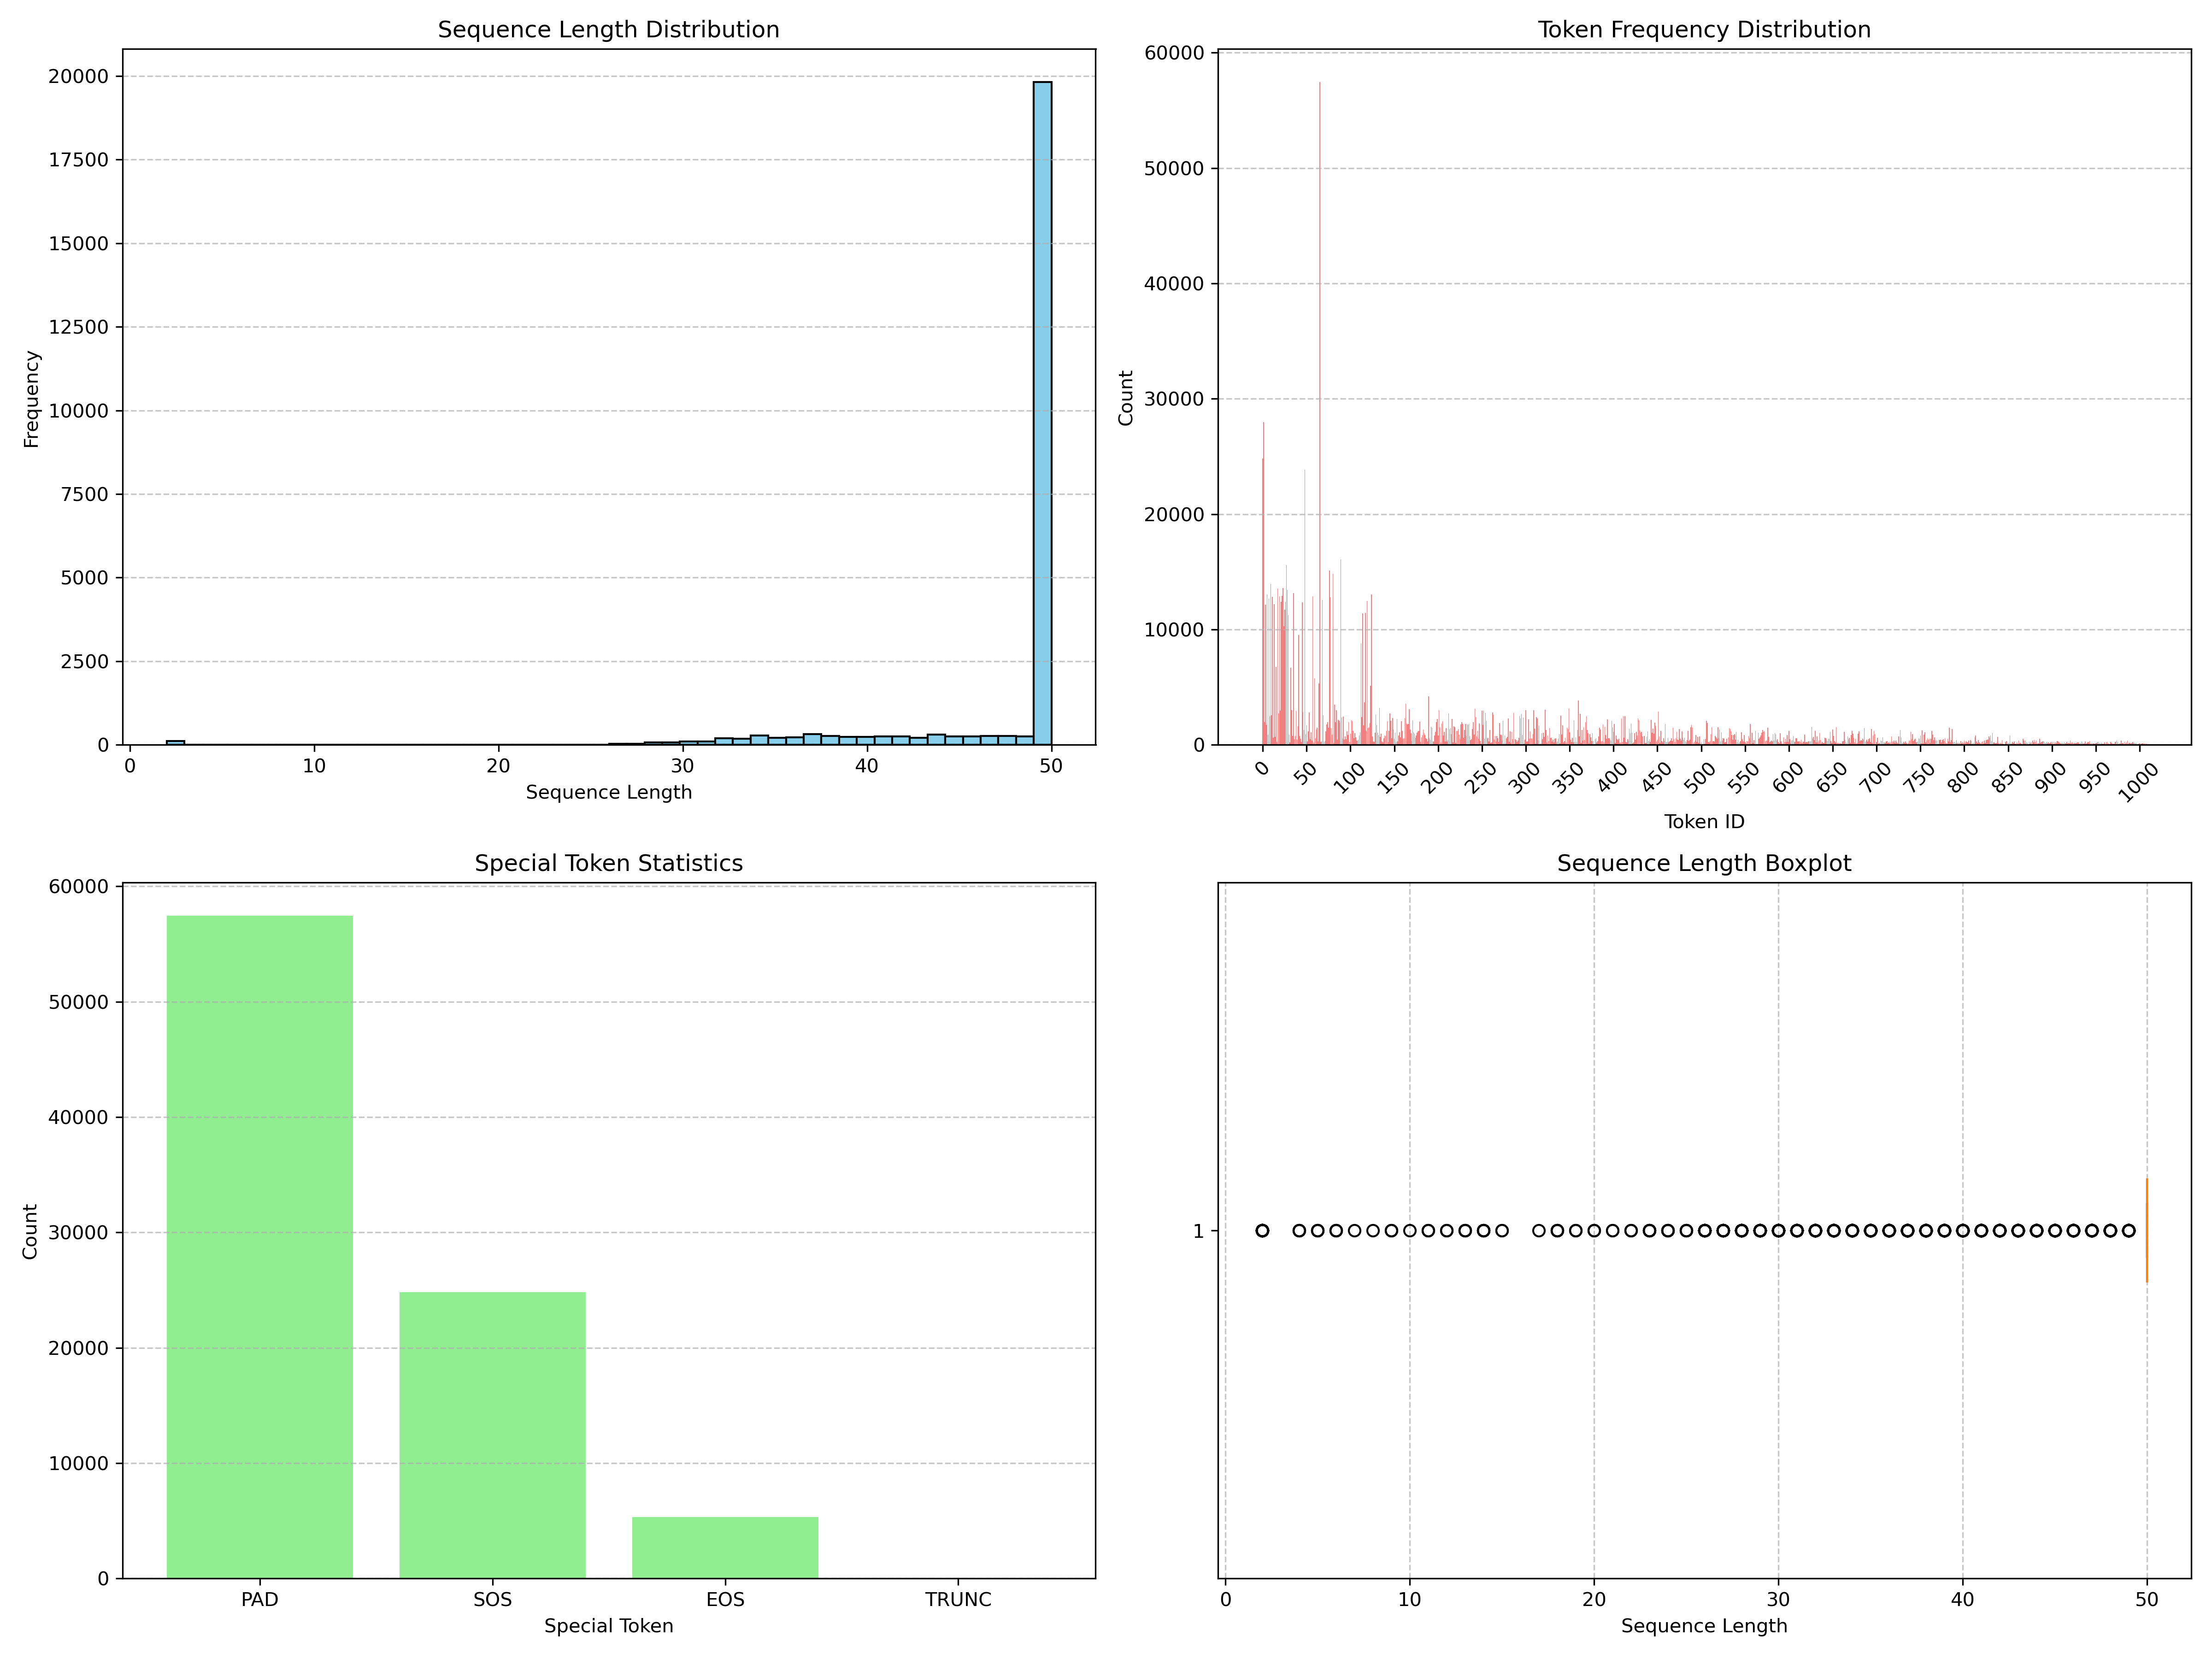 Sequence Length Distribution
20000
17500
15000
12500
10000
7500
5000
2500
0
Frequency
0 10 20 30 40 50
Sequence Length
Token Frequency Distribution
60000
50000
40000
30000
20000
10000
0
Count
0 50 100 150 200 250 300 350 400 450 500 550 600 650 700 750 800 850 900 950 1000
Token ID
Special Token Statistics
60000
50000
40000
30000
20000
10000
0
Count
PAD SOS EOS TRUNC
Special Token
Sequence Length Boxplot
1
0 10 20 30 40 50
Sequence Length